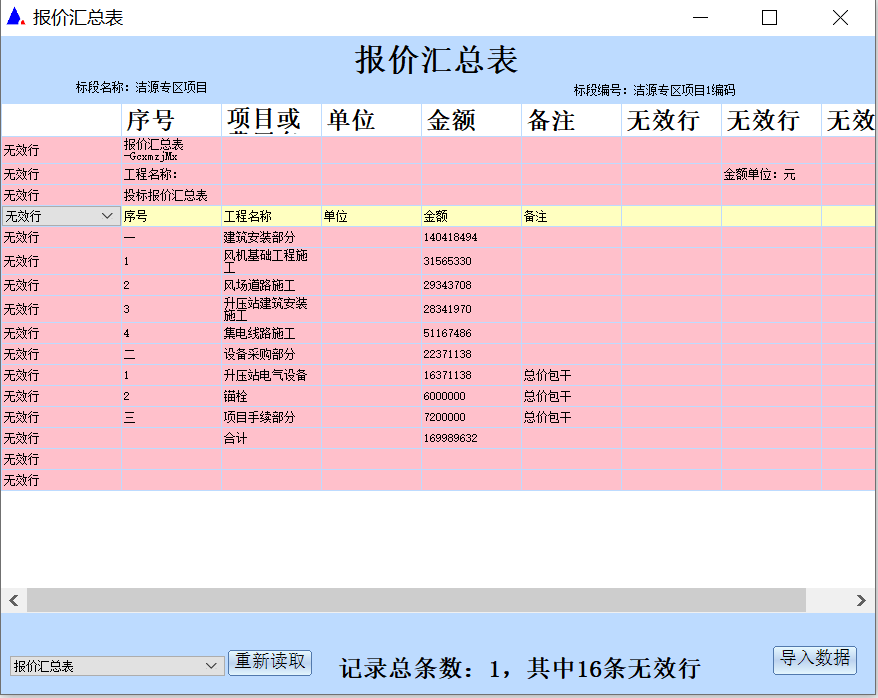 报价汇总表
报价汇总表
标段名称：洁源专区项目 标段编号：洁源专区项目1编码
序号 项目或 单位 金额 备注 无效行 无效行 无效
无效行 报价汇总表
-GcxmzjMx
无效行 工程名称： 金额单位：元
无效行 投标报价汇总表
无效行 序号 工程名称 单位 金额 备注
无效行 一 建筑安装部分 140418494
无效行 1 风机基础工程施
工 31565330
无效行 2 风场道路施工 29343708
无效行 3 升压站建筑安装
施工 28341970
无效行 4 集电线路施工 51167486
无效行 二 设备采购部分 22371138
无效行 1 升压站电气设备 16371138 总价包干
无效行 2 锚栓 6000000 总价包干
无效行 三 项目手续部分 7200000 总价包干
无效行 合计 169989632
无效行
无效行
报价汇总表 重新读取 记录总条数：1，其中16条无效行 导入数据